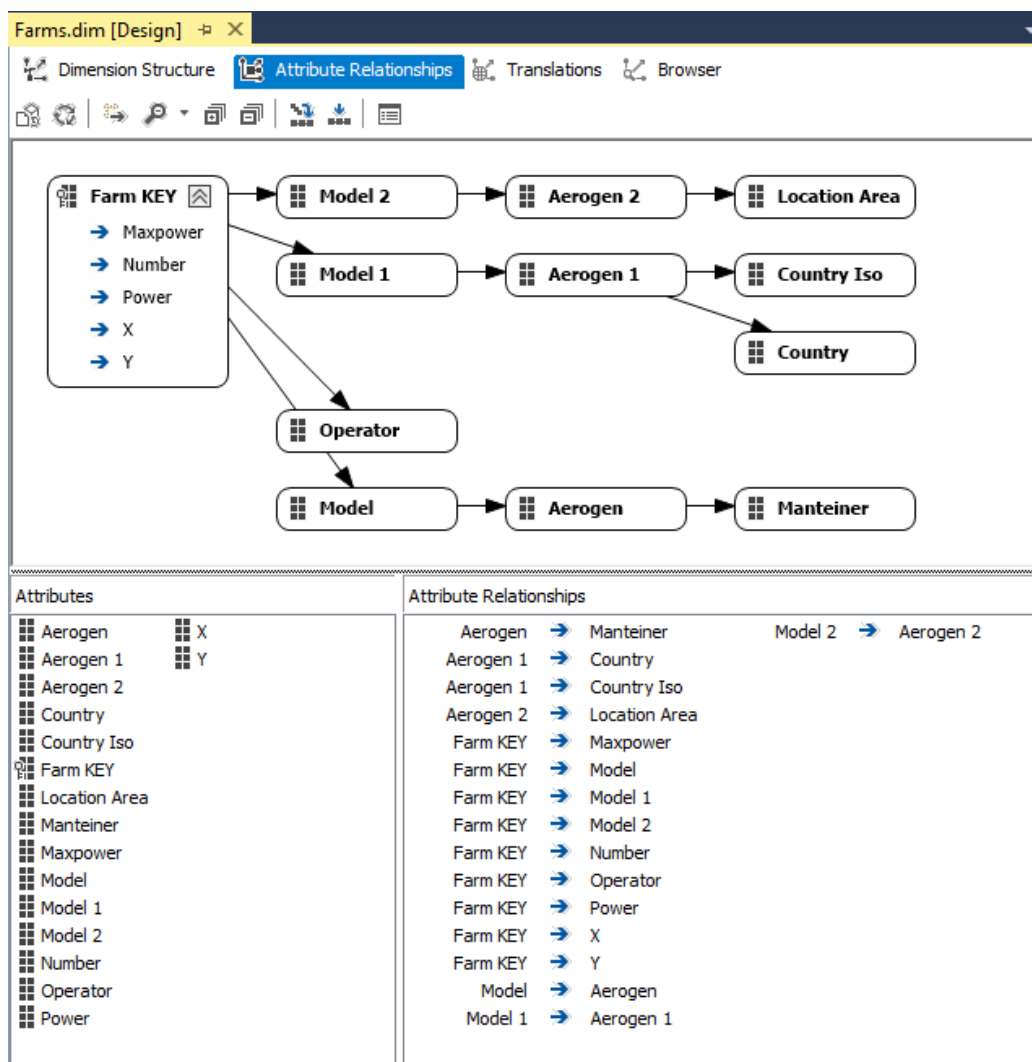 Farms.dim [Design]
Dimension Structure Attribute Relationships Translations Browser
Farm KEY
Maxpower
Number
Power
X
Y
Model 2 Aerogen 2 Location Area
Model 1 Aerogen 1 Country Iso
Country
Operator
Model Aerogen Manteiner
Attributes
Aerogen
Aerogen 1
Aerogen 2
Country
Country Iso
Farm KEY
Location Area
Manteiner
Maxpower
Model
Model 1
Model 2
Number
Operator
Power
X
Y
Attribute Relationships
Aerogen Manteiner
Aerogen 1 Country
Aerogen 1 Country Iso
Aerogen 2 Location Area
Farm KEY Maxpower
Farm KEY Model
Farm KEY Model 1
Farm KEY Model 2
Farm KEY Number
Farm KEY Operator
Farm KEY Power
Farm KEY X
Farm KEY Y
Model Aerogen
Model 1 Aerogen 1
Model 2 Aerogen 2